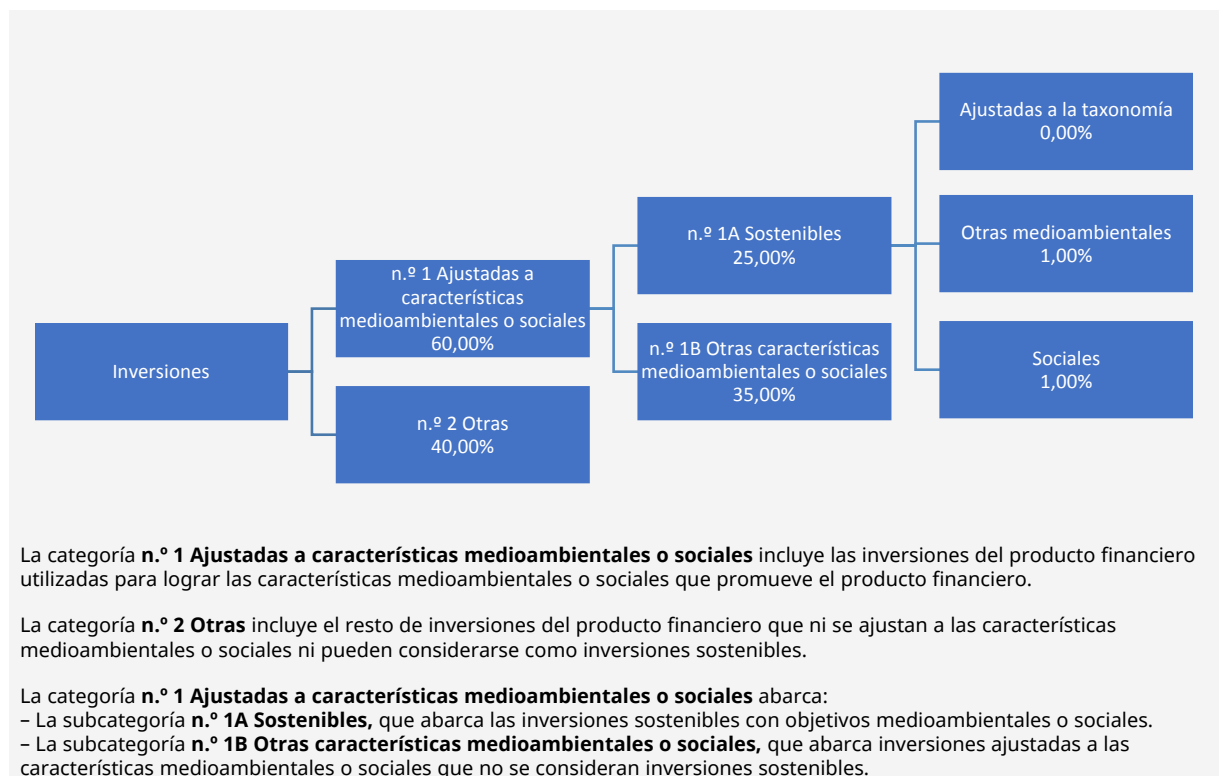 Inversiones
n.º 1 Ajustadas a
características
medioambientales o sociales
60,00%
n.º 2 Otras
40,00%
n.º 1A Sostenibles
25,00%
n.º 1B Otras características
medioambientales o sociales
35,00%
Ajustadas a la taxonomía
0,00%
Otras medioambientales
1,00%
Sociales
1,00%
La categoría n.º 1 Ajustadas a características medioambientales o sociales incluye las inversiones del producto financiero
utilizadas para lograr las características medioambientales o sociales que promueve el producto financiero.
La categoría n.º 2 Otras incluye el resto de inversiones del producto financiero que ni se ajustan a las características
medioambientales o sociales ni pueden considerarse como inversiones sostenibles.
La categoría n.º 1 Ajustadas a características medioambientales o sociales abarca:
– La subcategoría n.º 1A Sostenibles, que abarca las inversiones sostenibles con objetivos medioambientales o sociales.
– La subcategoría n.º 1B Otras características medioambientales o sociales, que abarca inversiones ajustadas a las
características medioambientales o sociales que no se consideran inversiones sostenibles.